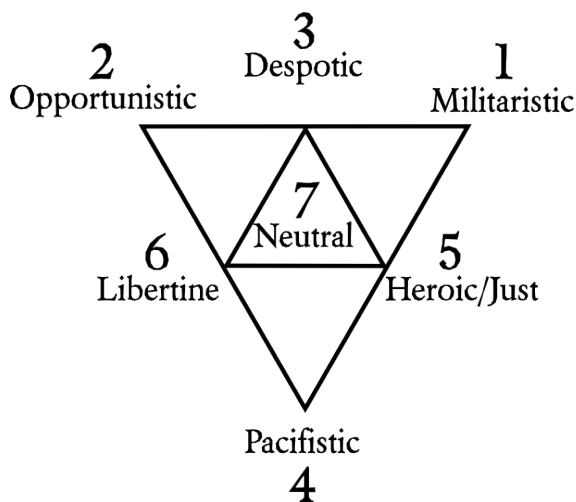 3
Despotic
2
Opportunistic
1
Militaristic
7
Neutral
6
Libertine
5
Heroic/Just
Pacifistic
4